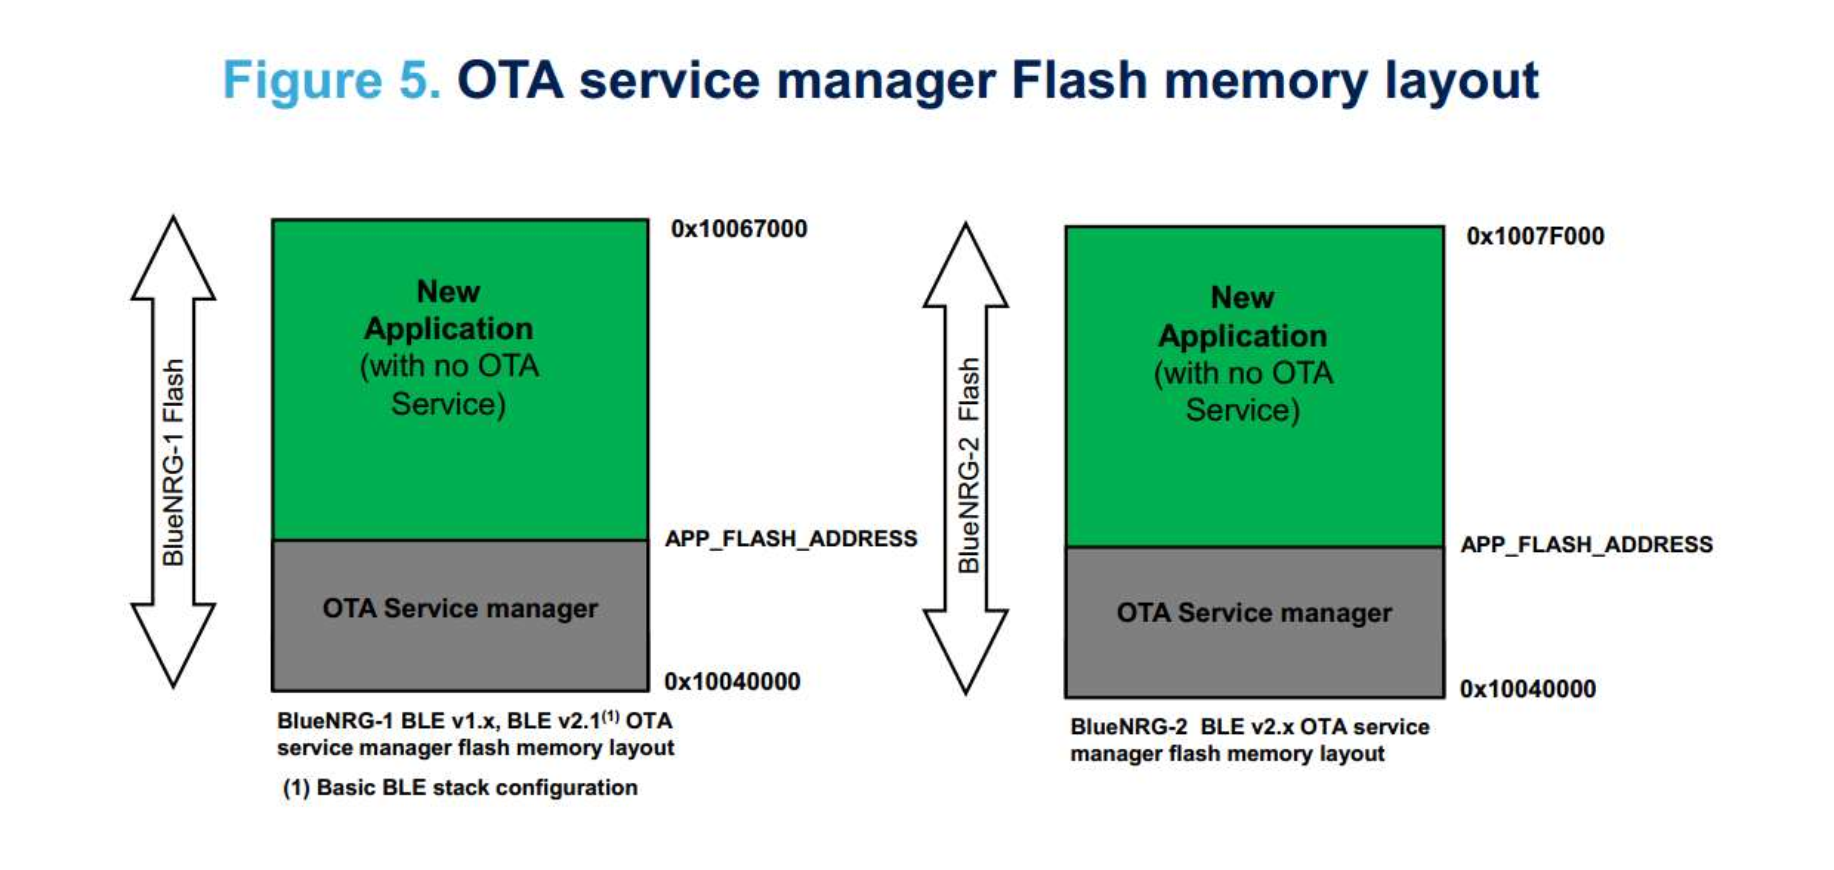 Figure 5. OTA service manager Flash memory layout
BlueNRG-1 Flash
0x10067000
New
Application
(with no OTA
Service)
APP_FLASH_ADDRESS
OTA Service manager
0x10040000
BlueNRG-1 BLE v1.x, BLE v2.1(1) OTA
service manager flash memory layout
(1) Basic BLE stack configuration
BlueNRG-2 Flash
0x1007F000
New
Application
(with no OTA
Service)
APP_FLASH_ADDRESS
OTA Service manager
0x10040000
BlueNRG-2 BLE v2.x OTA service
manager flash memory layout